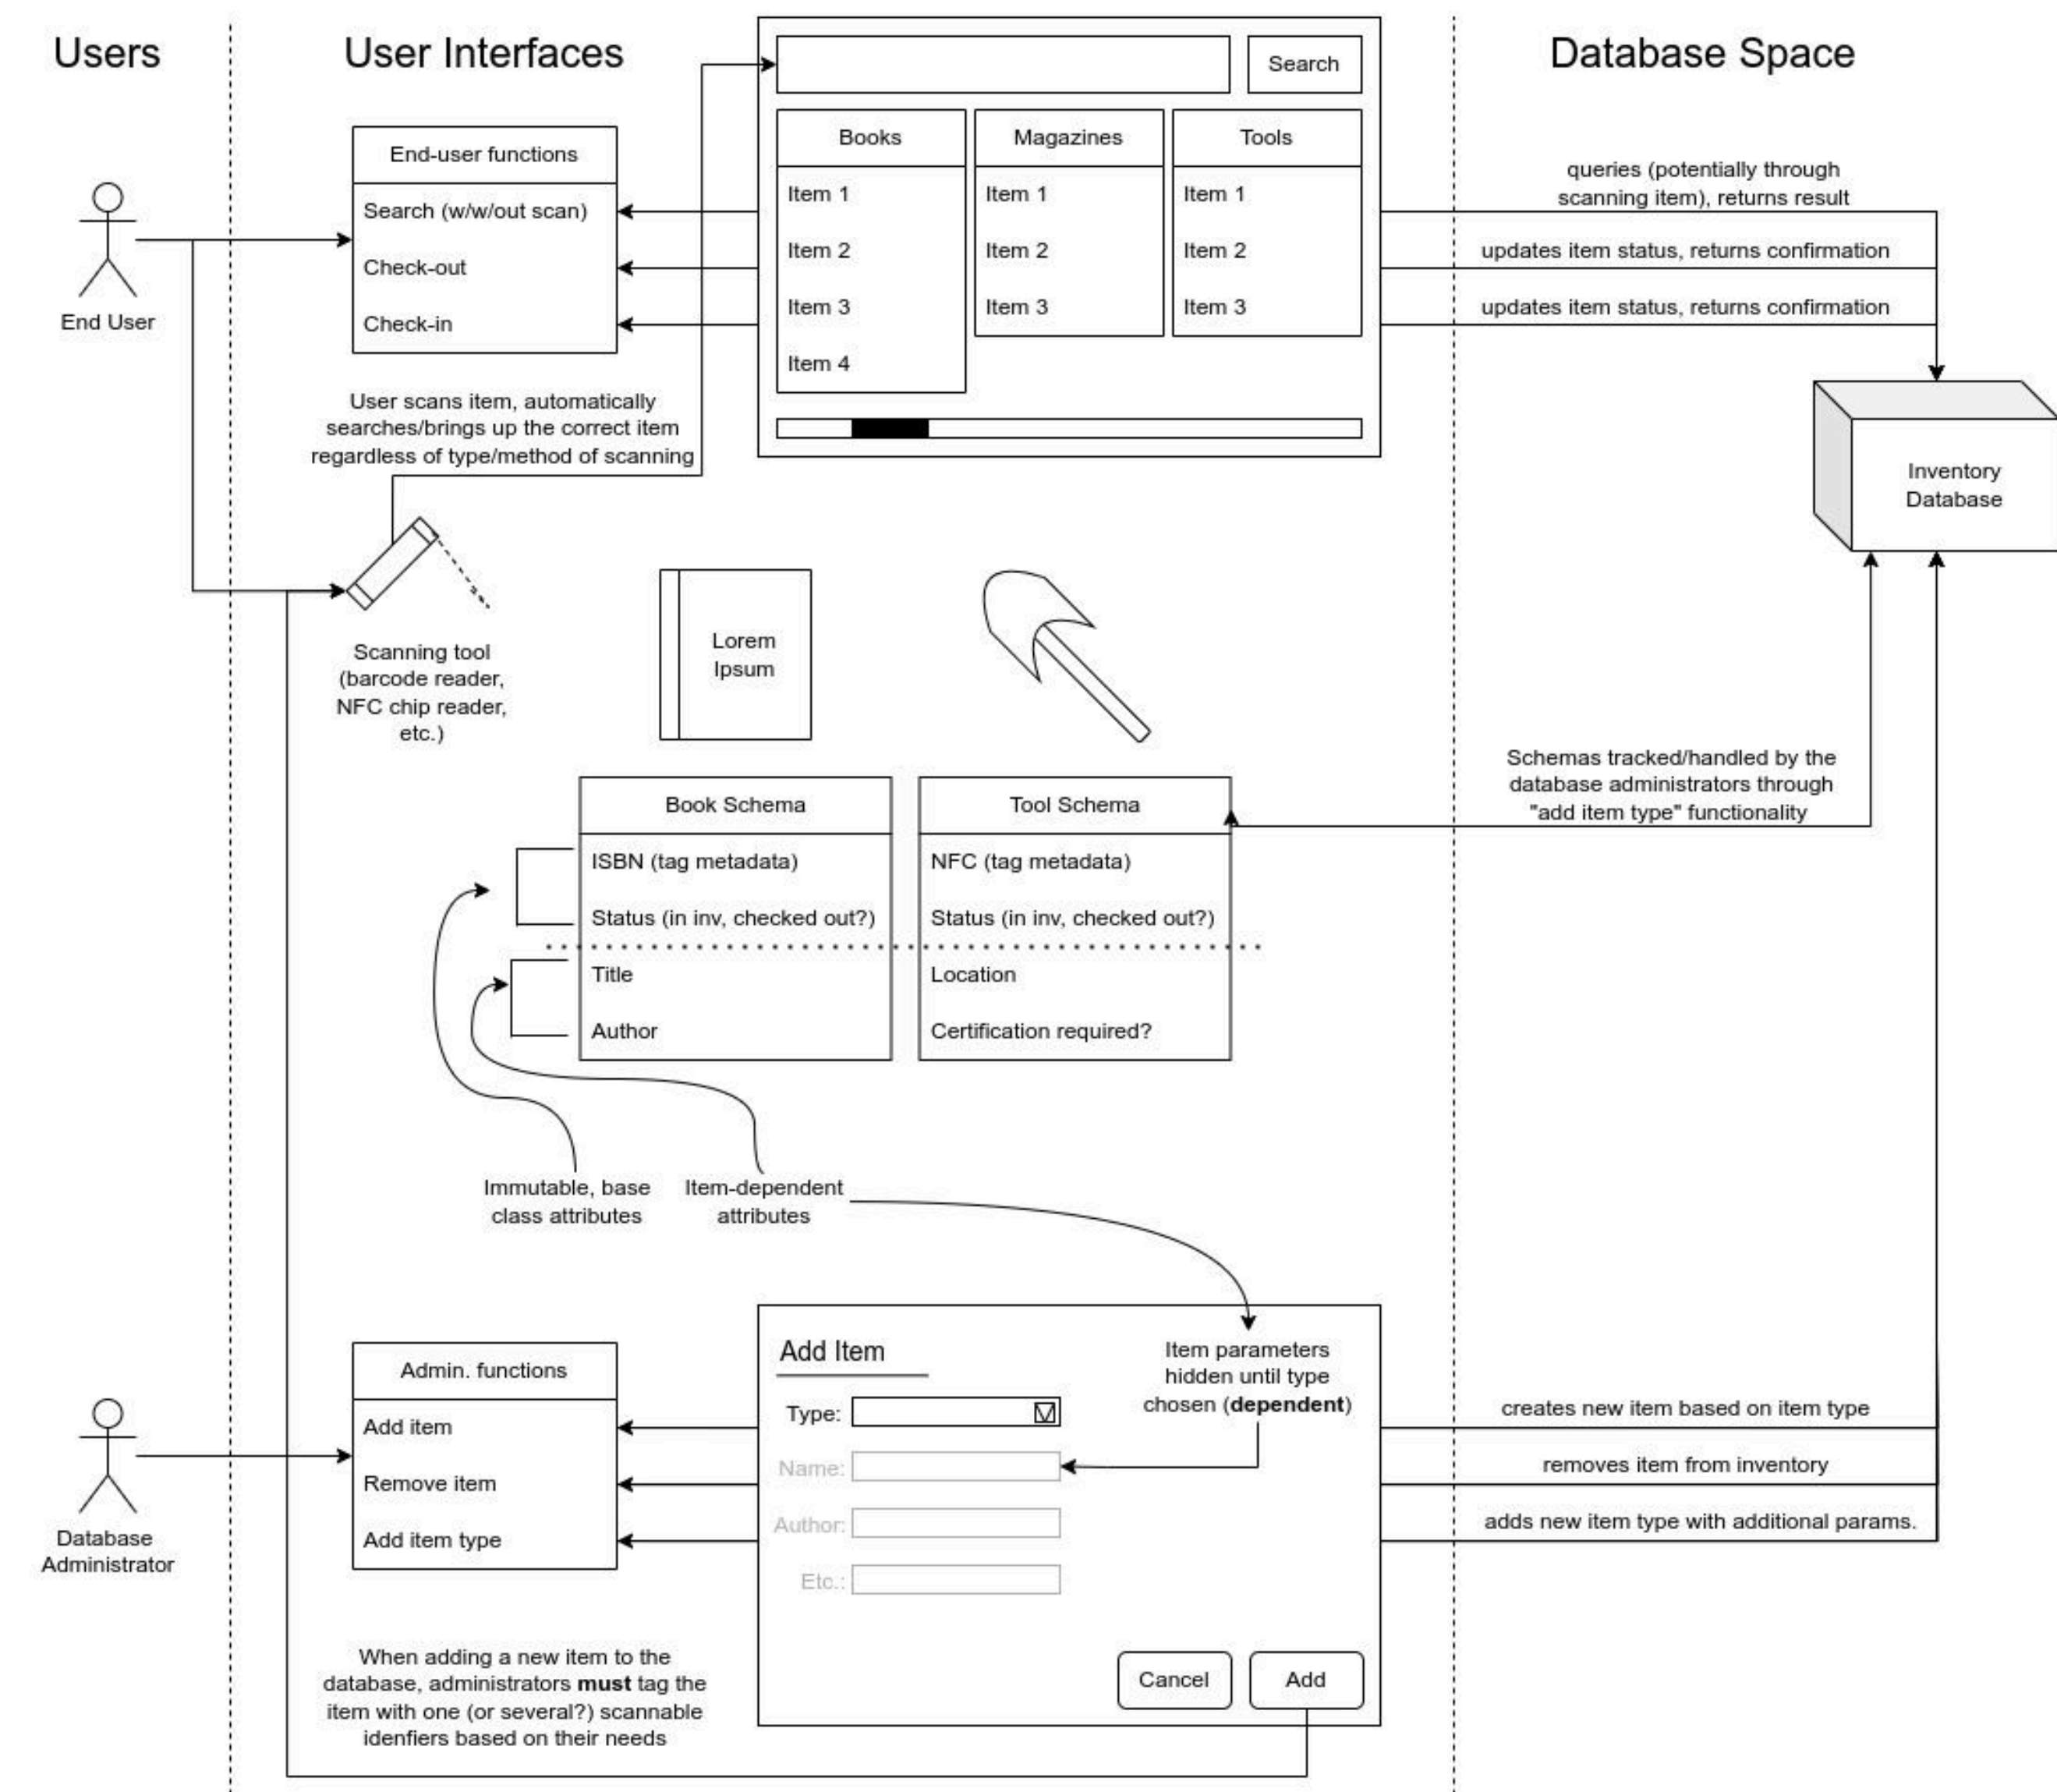 Users
User Interfaces
Database Space
Search
Books
Magazines
Tools
Item 1
Item 2
Item 3
Item 4
Item 1
Item 2
Item 3
Item 1
Item 2
Item 3
End-user functions
Search (w/w/out scan)
Check-out
Check-in
End User
queries (potentially through
scanning item), returns result
updates item status, returns confirmation
updates item status, returns confirmation
Inventory
Database
User scans item, automatically
searches/brings up the correct item
regardless of type/method of scanning
Scanning tool
(barcode reader,
NFC chip reader,
etc.)
Lorem
Ipsum
Schemas tracked/handled by the
database administrators through
"add item type" functionality
Book Schema
ISBN (tag metadata)
Status (in inv, checked out?)
Title
Author
Tool Schema
NFC (tag metadata)
Status (in inv, checked out?)
Location
Certification required?
Immutable, base
class attributes
Item-dependent
attributes
Admin. functions
Add item
Remove item
Add item type
Database
Administrator
Add Item
Type:
Name:
Author:
Etc.:
Item parameters
hidden until type
chosen (dependent)
Cancel
Add
creates new item based on item type
removes item from inventory
adds new item type with additional params.
When adding a new item to the
database, administrators must tag the
item with one (or several?) scannable
idenfiers based on their needs